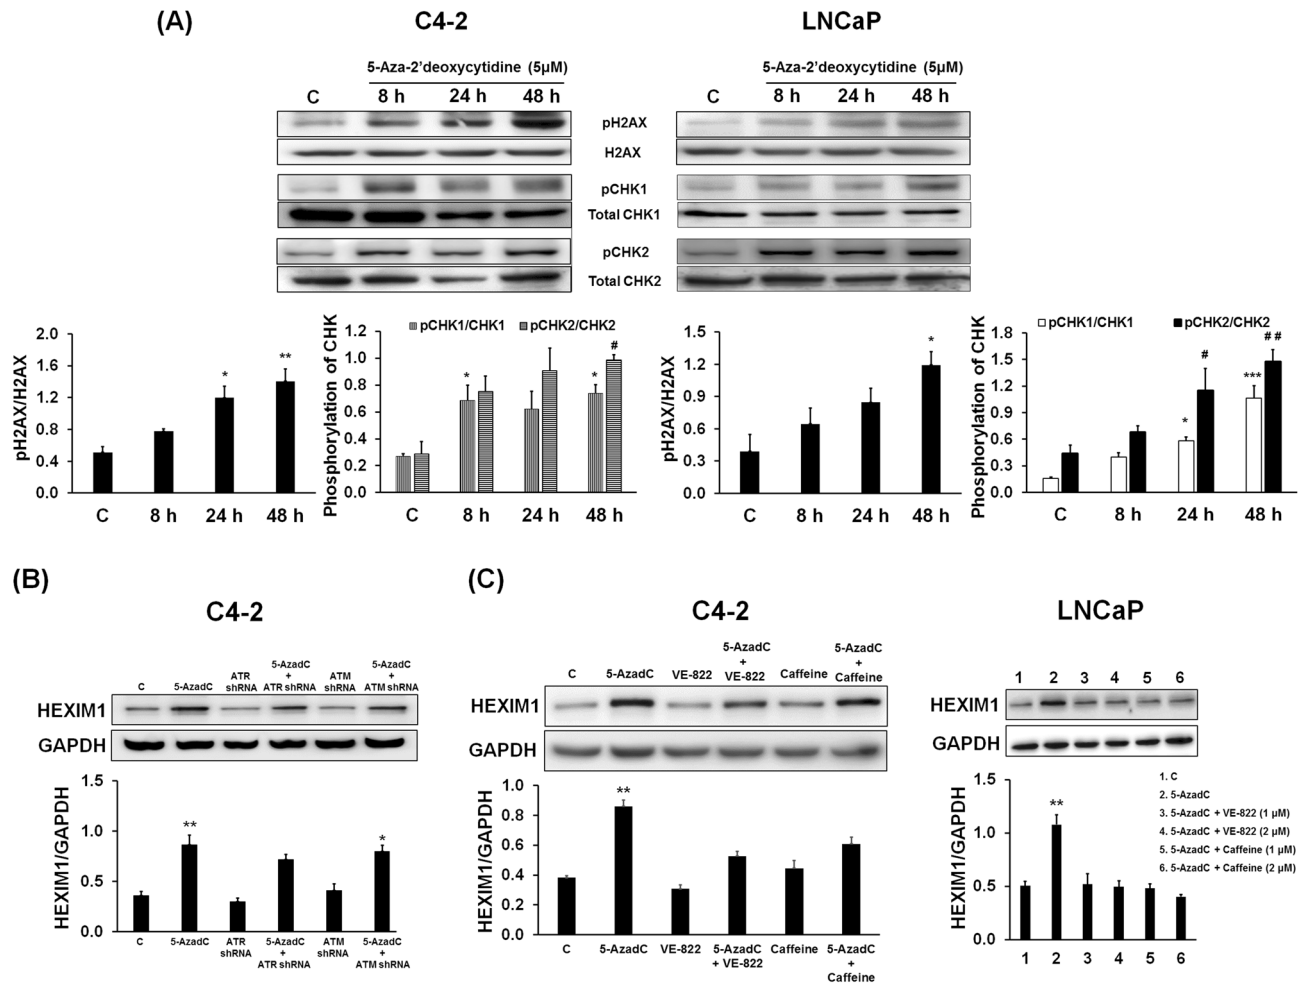 (A)
C4-2
LNCaP
5-Aza-2'deoxycytidine (5µM)
C 8 h 24 h 48 h
5-Aza-2'deoxycytidine (5µM)
C 8 h 24 h 48 h
pH2AX
H2AX
pCHK1
Total CHK1
pCHK2
Total CHK2
pH2AX/H2AX
2.0
1.6
1.2
0.8
0.4
0.0
* **
C 8 h 24 h 48 h
Phosphorylation of CHK
pCHK1/CHK1 pCHK2/CHK2
1.2
1.0
0.8
0.6
0.4
0.2
0.0
* * #
C 8 h 24 h 48 h
pH2AX/H2AX
1.5
1.2
0.9
0.6
0.3
0.0
*
C 8 h 24 h 48 h
Phosphorylation of CHK
pCHK1/CHK1 pCHK2/CHK2
1.8
1.5
1.2
0.9
0.6
0.3
0.0
* # *** # #
C 8 h 24 h 48 h
(B)
C4-2
C
5-AzadC
ATR
shRNA
5-AzadC
+
ATR shRNA
ATM
shRNA
5-AzadC
+
ATM shRNA
HEXIM1
GAPDH
HEXIM1/GAPDH
1.5
1.0
0.5
0.0
** *
C
5-AzadC
ATR
shRNA
5-AzadC
+
ATR shRNA
ATM
shRNA
5-AzadC
+
ATM shRNA
(C)
C4-2
C
5-AzadC
VE-822
5-AzadC
+
VE-822
Caffeine
5-AzadC
+
Caffeine
HEXIM1
GAPDH
HEXIM1/GAPDH
1.0
0.8
0.6
0.4
0.2
0.0
**
C
5-AzadC
VE-822
5-AzadC
+ VE-822
Caffeine
5-AzadC
+
Caffeine
LNCaP
1 2 3 4 5 6
HEXIM1
GAPDH
HEXIM1/GAPDH
1.5
1.0
0.5
0.0
**
1 2 3 4 5 6
1. C
2. 5-AzadC
3. 5-AzadC + VE-822 (1 µM)
4. 5-AzadC + VE-822 (2 µM)
5. 5-AzadC + Caffeine (1 µM)
6. 5-AzadC + Caffeine (2 µM)